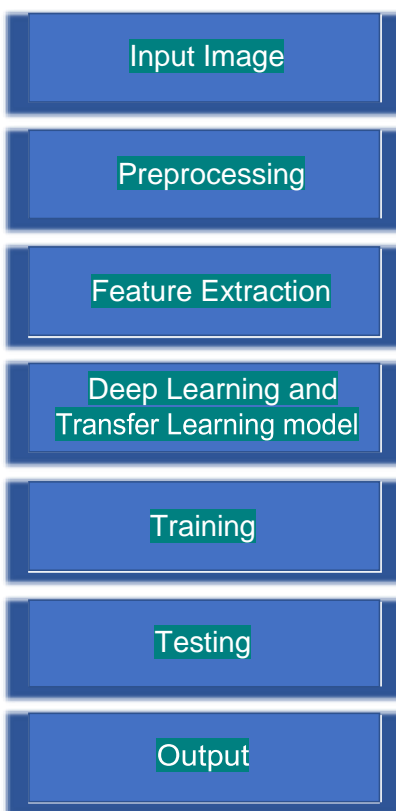 Input Image
Preprocessing
Feature Extraction
Deep Learning and
Transfer Learning model
Training
Testing
Output